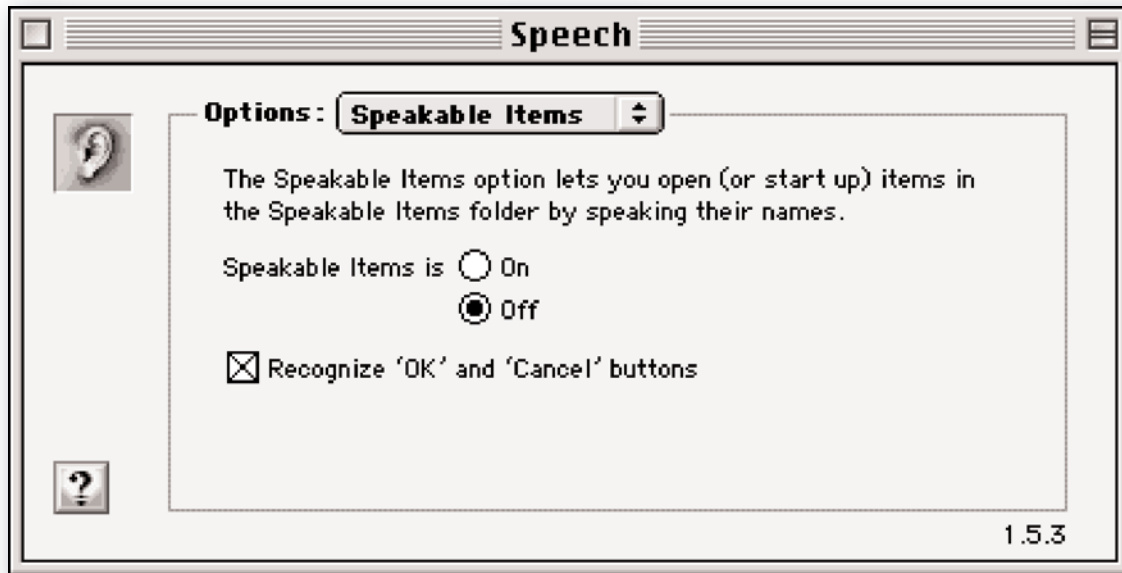 Speech
Options: Speakable Items
The Speakable Items option lets you open (or start up) items in
the Speakable Items folder by speaking their names.
Speakable Items is On
Off
Recognize ‘OK’ and ‘Cancel’ buttons
?
1.5.3